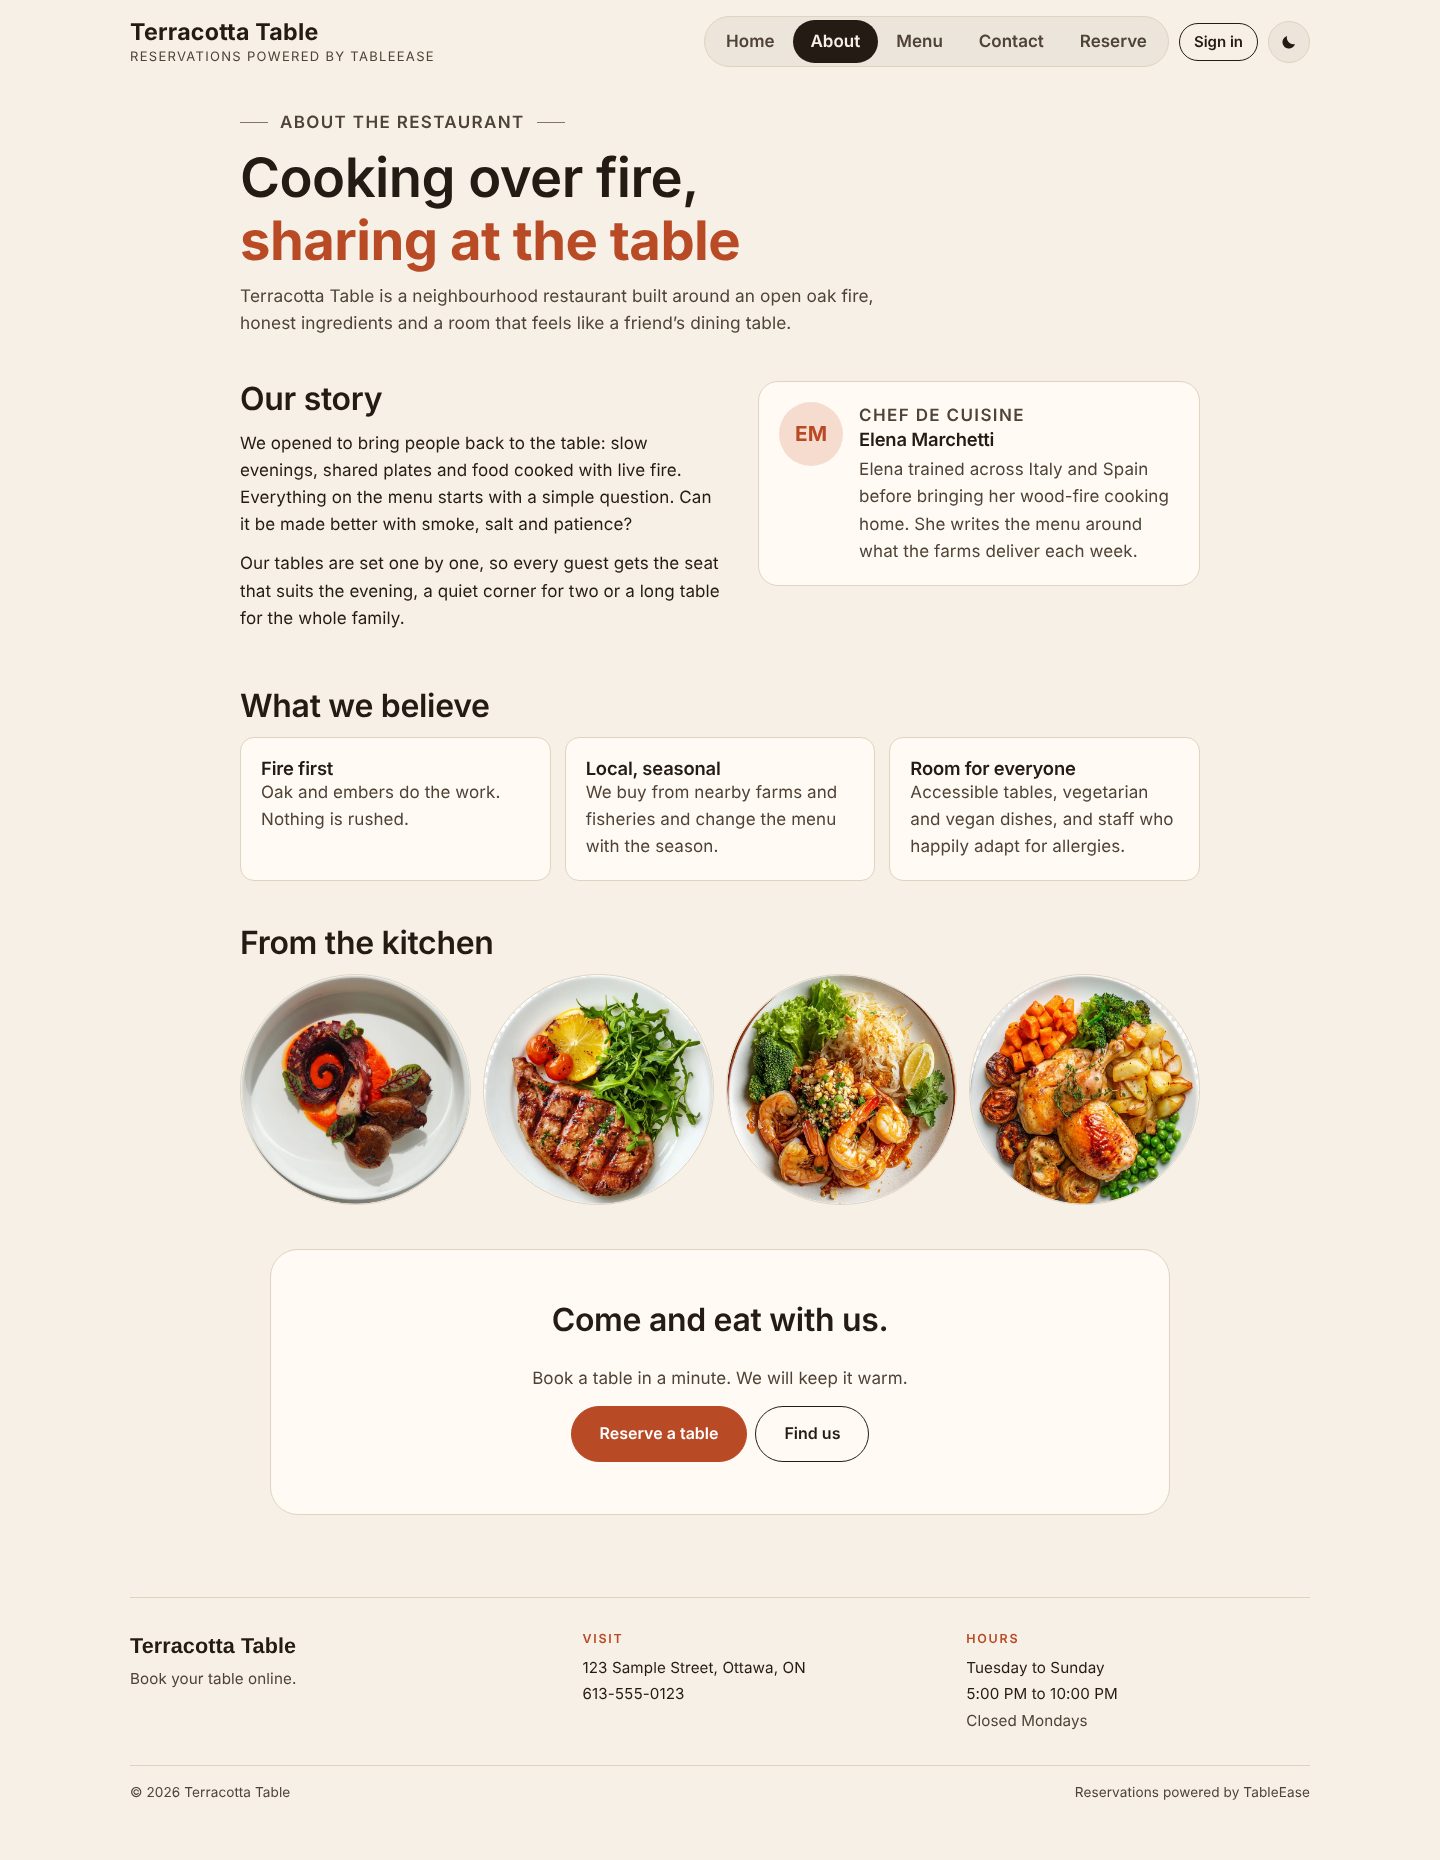 Terracotta Table
RESERVATIONS POWERED BY TABLEEASE
Home About Menu Contact Reserve Sign in
ABOUT THE RESTAURANT
Cooking over fire,
sharing at the table
Terracotta Table is a neighbourhood restaurant built around an open oak fire,
honest ingredients and a room that feels like a friend’s dining table.
Our story
We opened to bring people back to the table: slow
evenings, shared plates and food cooked with live fire.
Everything on the menu starts with a simple question. Can
it be made better with smoke, salt and patience?
Our tables are set one by one, so every guest gets the seat
that suits the evening, a quiet corner for two or a long table
for the whole family.
EM
CHEF DE CUISINE
Elena Marchetti
Elena trained across Italy and Spain
before bringing her wood-fire cooking
home. She writes the menu around
what the farms deliver each week.
What we believe
Fire first
Oak and embers do the work.
Nothing is rushed.
Local, seasonal
We buy from nearby farms and
fisheries and change the menu
with the season.
Room for everyone
Accessible tables, vegetarian
and vegan dishes, and staff who
happily adapt for allergies.
From the kitchen
Come and eat with us.
Book a table in a minute. We will keep it warm.
Reserve a table Find us
Terracotta Table
Book your table online.
VISIT
123 Sample Street, Ottawa, ON
613-555-0123
HOURS
Tuesday to Sunday
5:00 PM to 10:00 PM
Closed Mondays
© 2026 Terracotta Table
Reservations powered by TableEase